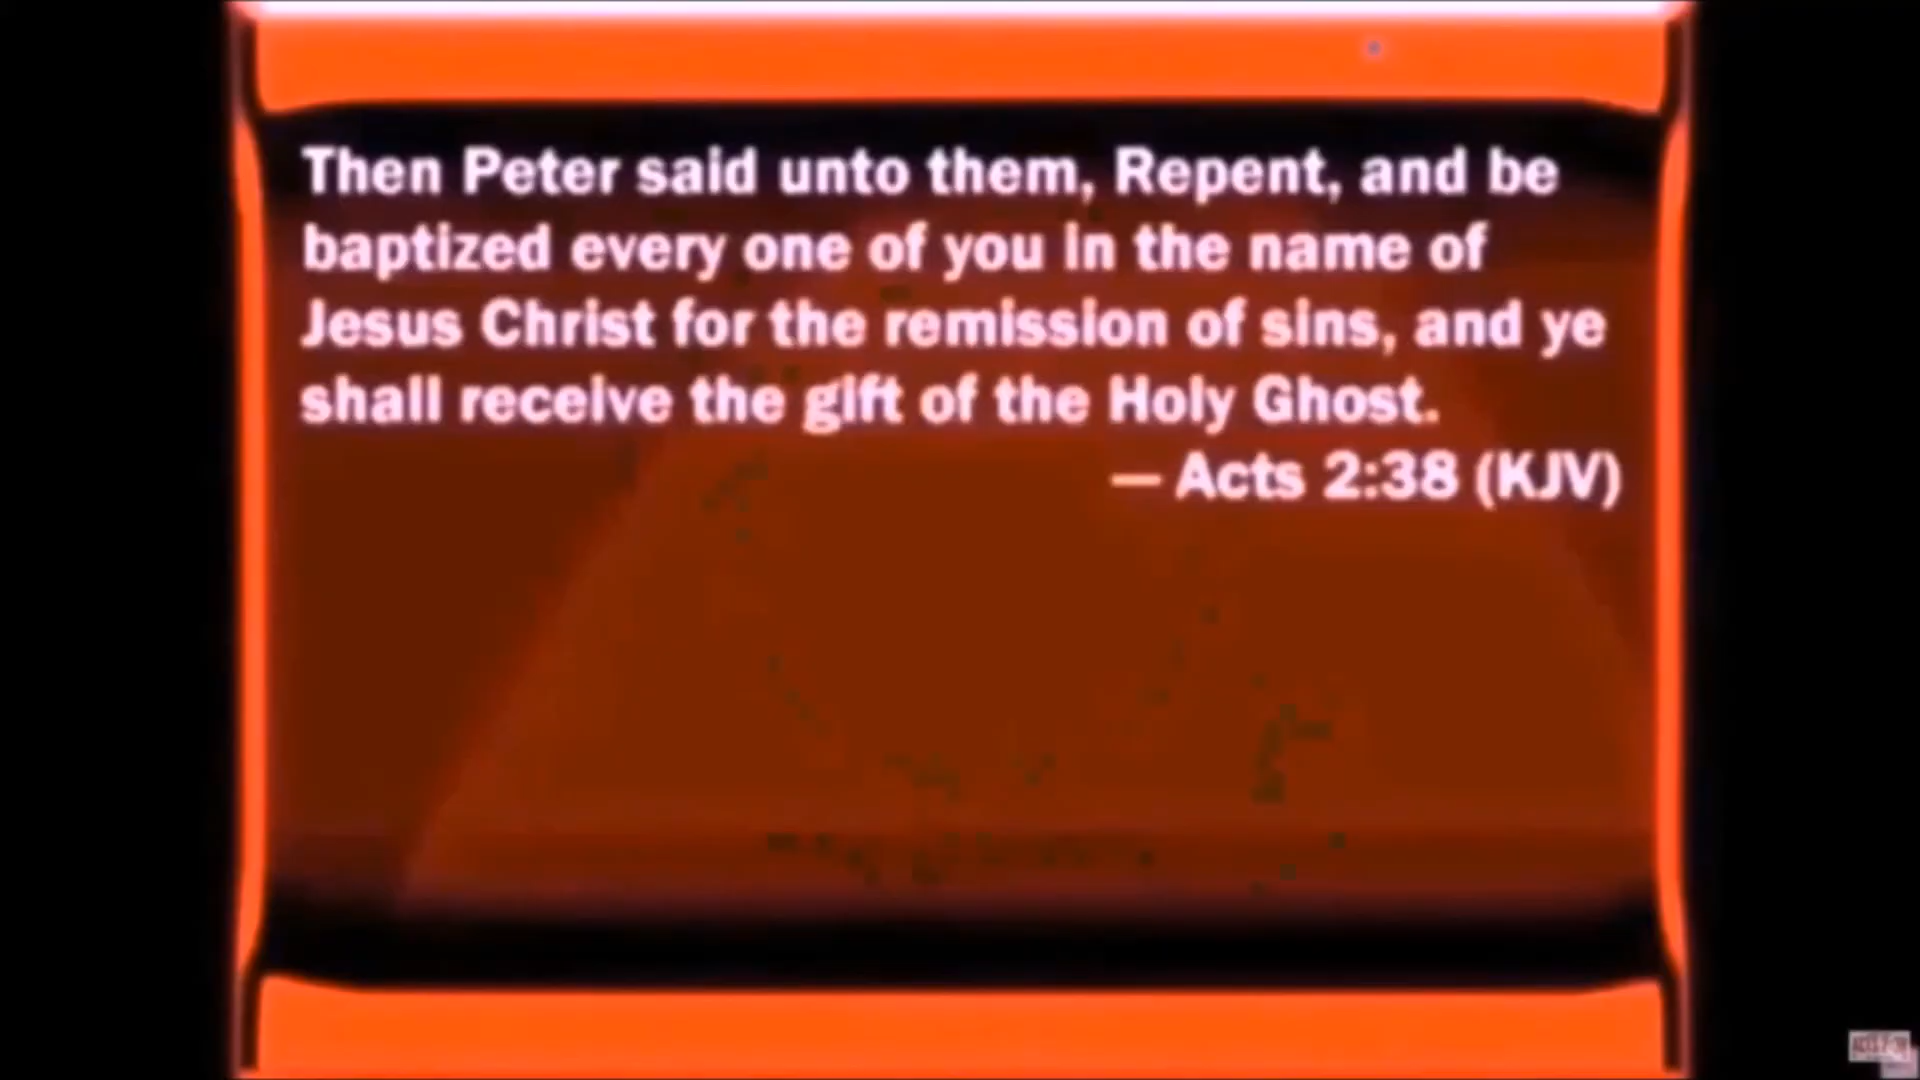 Then Peter said unto them, Repent, and be
baptized every one of you in the name of
Jesus Christ for the remission of sins, and ye
shall receive the gift of the Holy Ghost.
— Acts 2:38 (KJV)